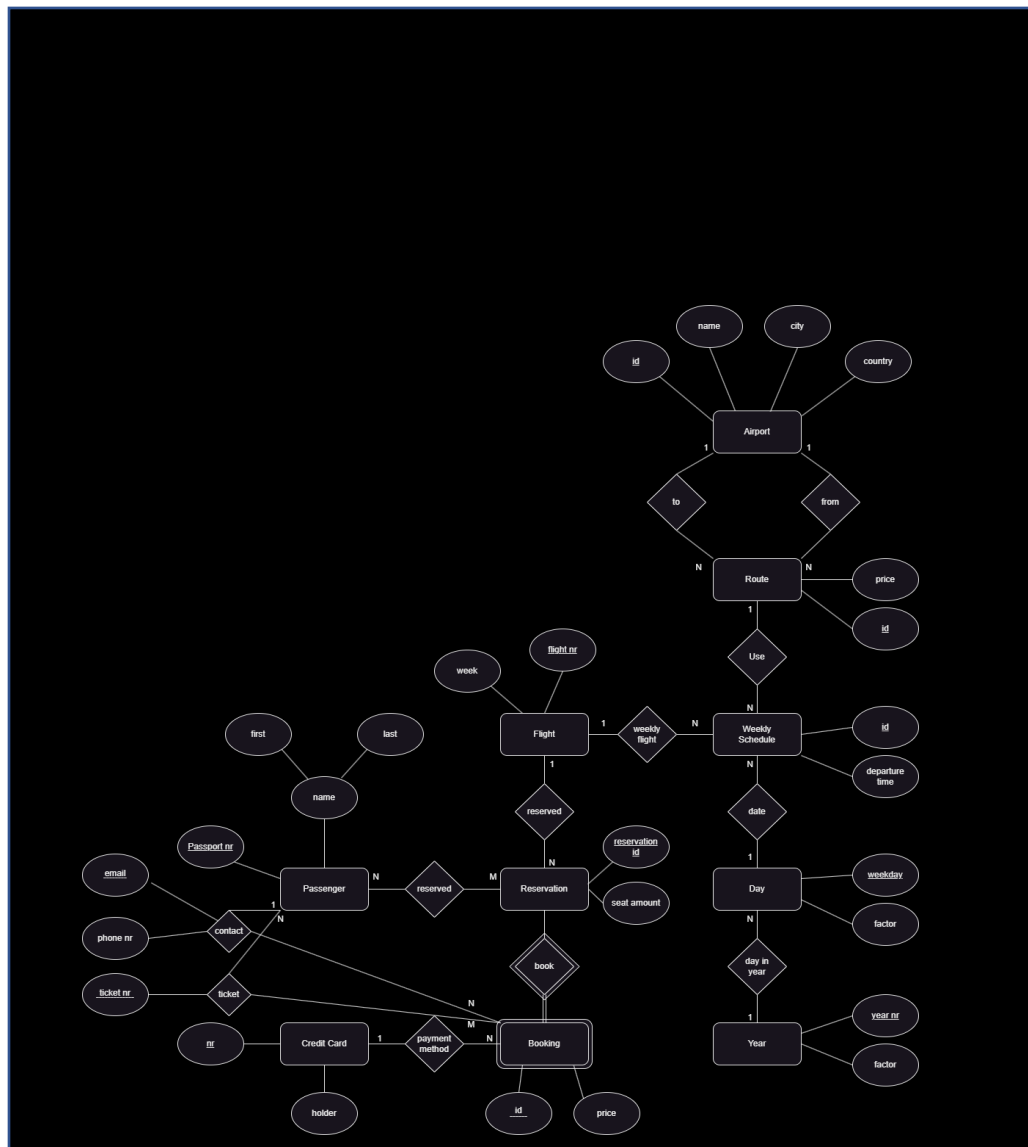 name
city
id
country
Airport
1
1
to
from
N
N
Route
price
1
id
Use
flight nr
week
N
Flight
1
weekly
flight
N
Weekly
Schedule
id
departure
time
first
last
1
N
name
reserved
date
Passport nr
reservation
id
N
1
email
Passenger
N
reserved
M
Reservation
Day
weekday
seat amount
1
N
N
factor
phone nr
contact
book
day in
year
ticket nr
ticket
N
M
1
year nr
nr
Credit Card
1
payment
method
N
Booking
Year
factor
holder
id
price